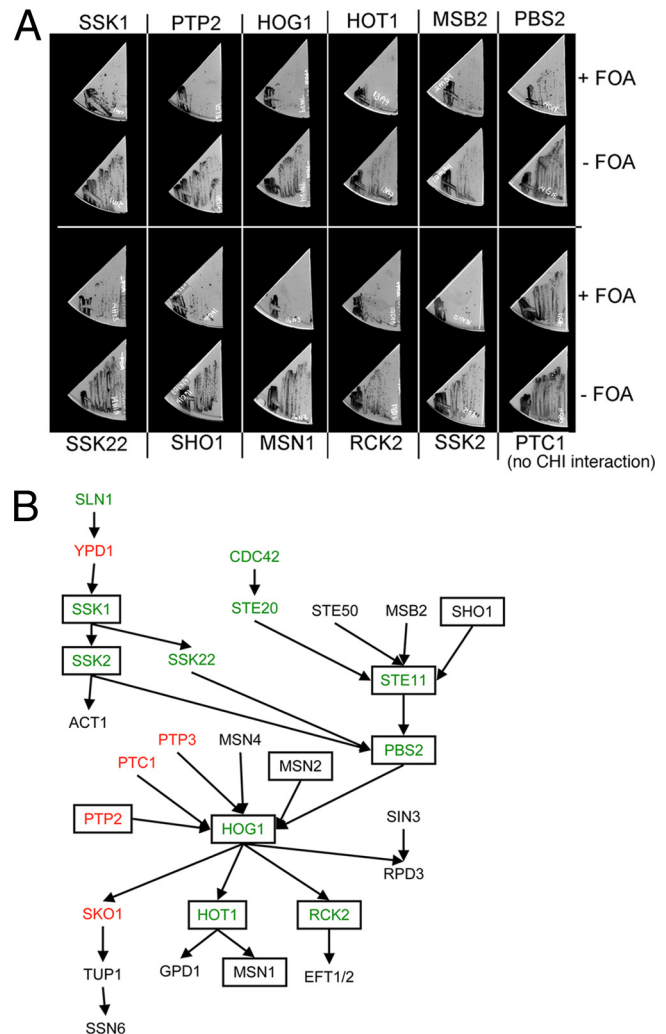 A
SSK1 PTP2 HOG1 HOT1 MSB2 PBS2
+ FOA
- FOA
+ FOA
- FOA
SSK22 SHO1 MSN1 RCK2 SSK2 PTC1
(no CHI interaction)
B
SLN1
YPD1
CDC42
SSK1
STE20
STE50
MSB2
SHO1
SSK2
SSK22
STE11
ACT1
PTP3
MSN4
PBS2
PTC1
MSN2
PTP2
HOG1
SIN3
RPD3
SKO1
HOT1
RCK2
TUP1
GPD1
MSN1
EFT1/2
SSN6